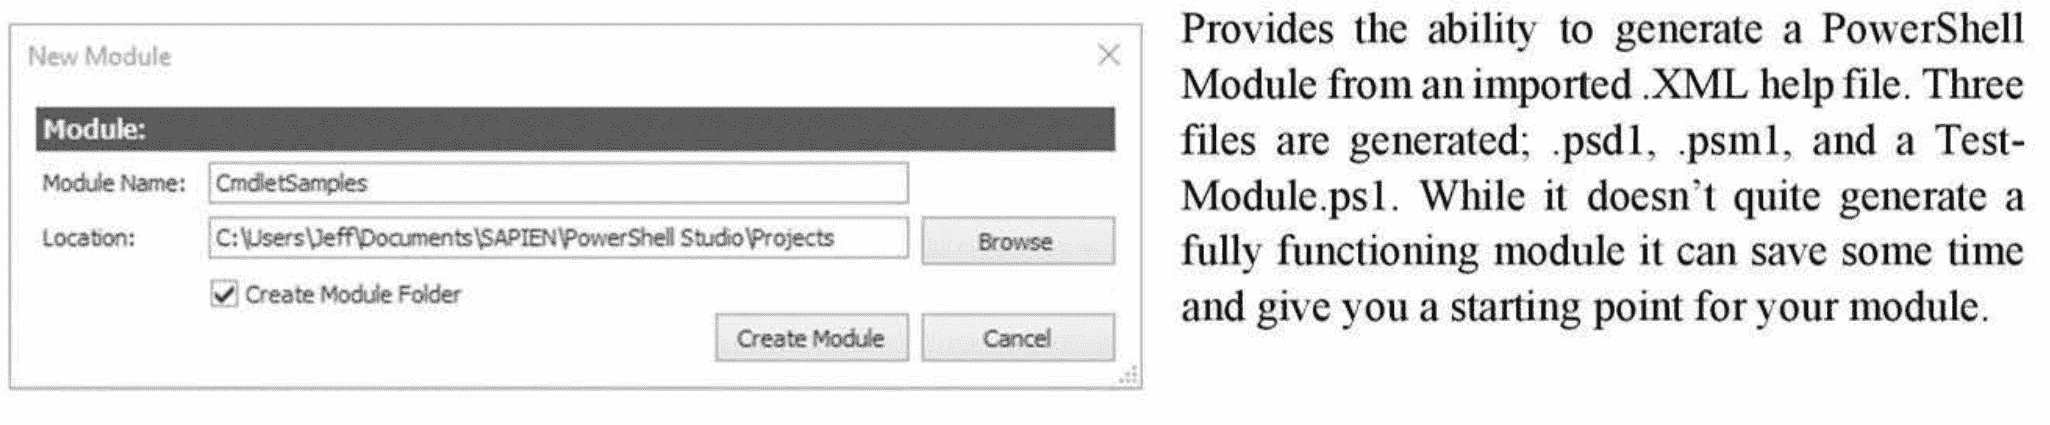 New Module
Module:
Module Name: CmdletSamples
Location: C:\Users\Jeff\Documents\SAPIEN\PowerShell Studio\Projects Browse
Create Module Folder
Create Module Cancel
Provides the ability to generate a PowerShell
Module from an imported .XML help file. Three
files are generated; .psd1, .psm1, and a Test-
Module.ps1. While it doesn’t quite generate a
fully functioning module it can save some time
and give you a starting point for your module.